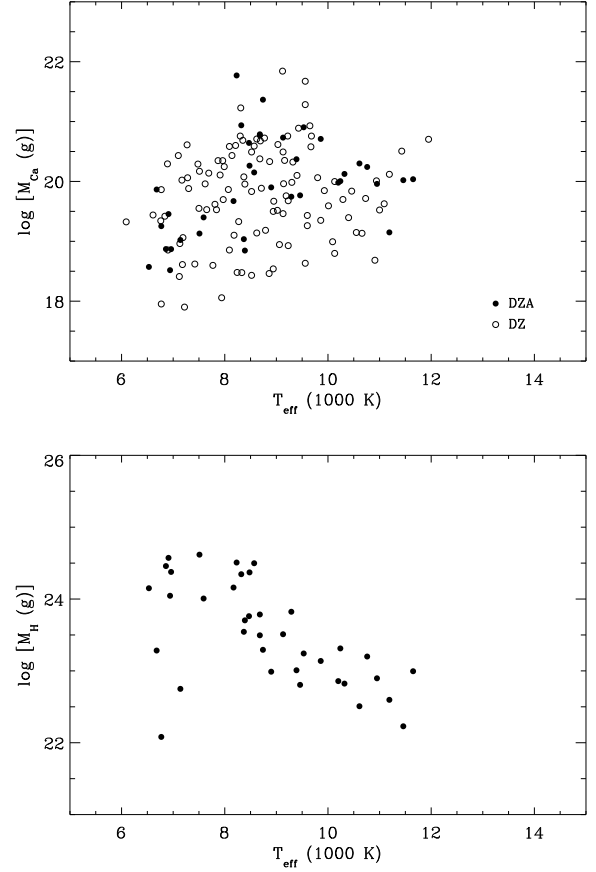 22
20
18
log [M_Ca (g)]
DZA
DZ
6 8 10 12 14
T_eff (1000 K)
26
24
22
log [M_H (g)]
6 8 10 12 14
T_eff (1000 K)